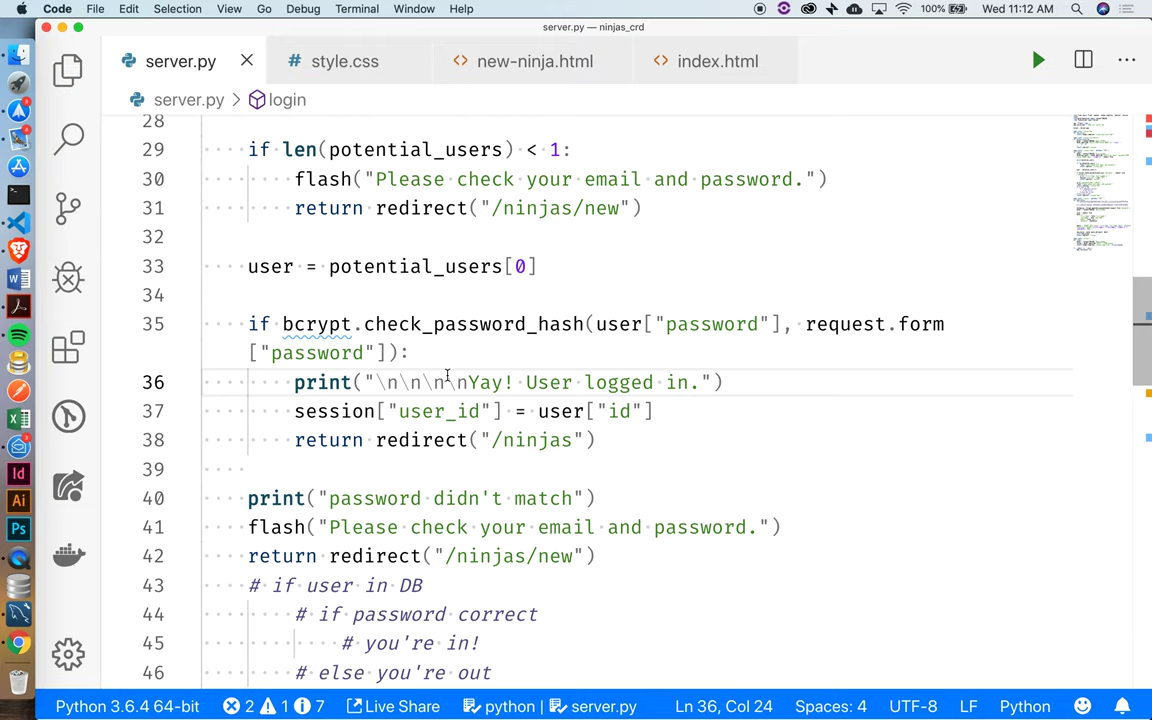 Code File Edit Selection View Go Debug Terminal Window Help 100% Wed 11:12 AM
server.py — ninjas_crd
server.py style.css new-ninja.html index.html
server.py > login
28
29 if len(potential_users) < 1:
30 flash("Please check your email and password.")
31 return redirect("/ninjas/new")
32
33 user = potential_users[0]
34
35 if bcrypt.check_password_hash(user["password"], request.form
["password"]):
36 print("\n\n\n\nYay! User logged in.")
37 session["user_id"] = user["id"]
38 return redirect("/ninjas")
39
40 print("password didn't match")
41 flash("Please check your email and password.")
42 return redirect("/ninjas/new")
43 # if user in DB
44 # if password correct
45 # you're in!
46 # else you're out
Id
Ai
Ps
Python 3.6.4 64-bit 2 1 7 Live Share python | server.py Ln 36, Col 24 Spaces: 4 UTF-8 LF Python